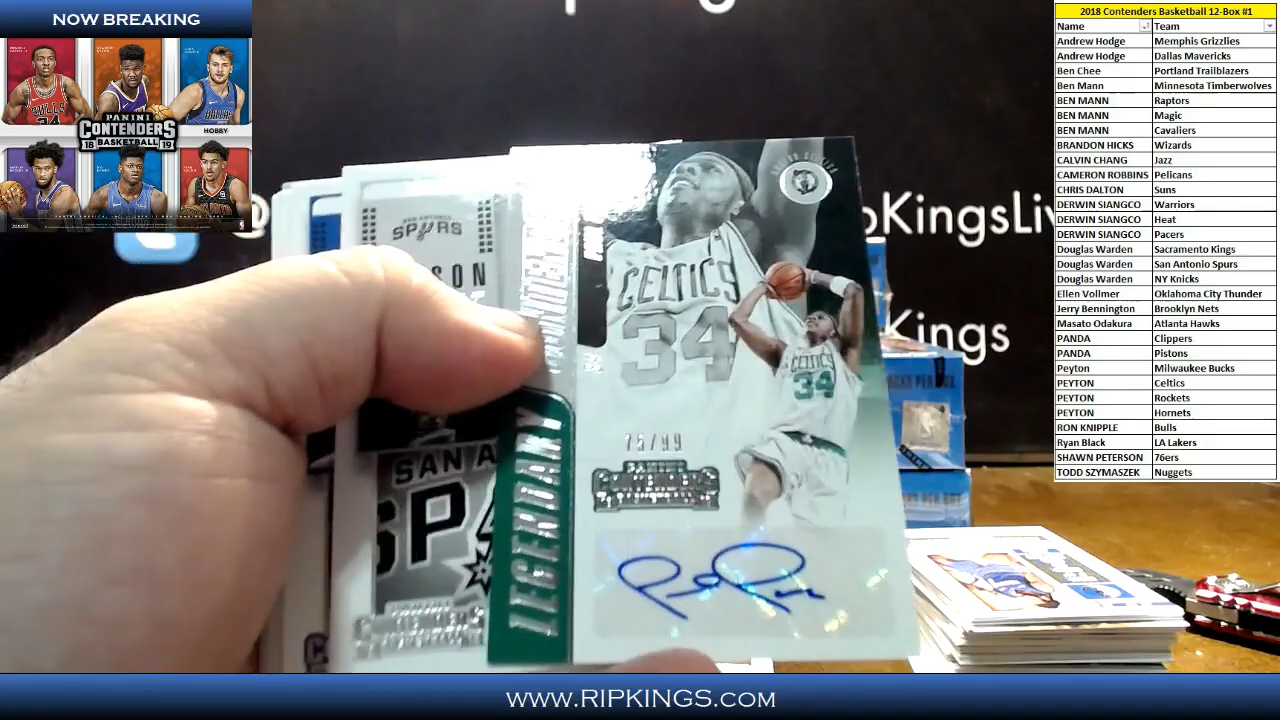 NOW BREAKING
PANINI
CONTENDERS
18 BASKETBALL 19
HOBBY
2018 Contenders Basketball 12-Box #1
Name Team
Andrew Hodge Memphis Grizzlies
Andrew Hodge Dallas Mavericks
Ben Chee Portland Trailblazers
Ben Mann Minnesota Timberwolves
BEN MANN Raptors
BEN MANN Magic
BEN MANN Cavaliers
BRANDON HICKS Wizards
CALVIN CHANG Jazz
CAMERON ROBBINS Pelicans
CHRIS DALTON Suns
DERWIN SIANGCO Warriors
DERWIN SIANGCO Heat
DERWIN SIANGCO Pacers
Douglas Warden Sacramento Kings
Douglas Warden San Antonio Spurs
Douglas Warden NY Knicks
Ellen Vollmer Oklahoma City Thunder
Jerry Bennington Brooklyn Nets
Masato Odakura Atlanta Hawks
PANDA Clippers
PANDA Pistons
Peyton Milwaukee Bucks
PEYTON Celtics
PEYTON Rockets
PEYTON Hornets
RON KNIPPLE Bulls
Ryan Black LA Lakers
SHAWN PETERSON 76ers
TODD SZYMASZEK Nuggets
@
pKingsLiv
Kings
SPURS
SON
SAN A
SP
LEGENDARY
CELTICS
34
CELTICS
34
75/99
CONTENDERS
WWW.RIPKINGS.COM